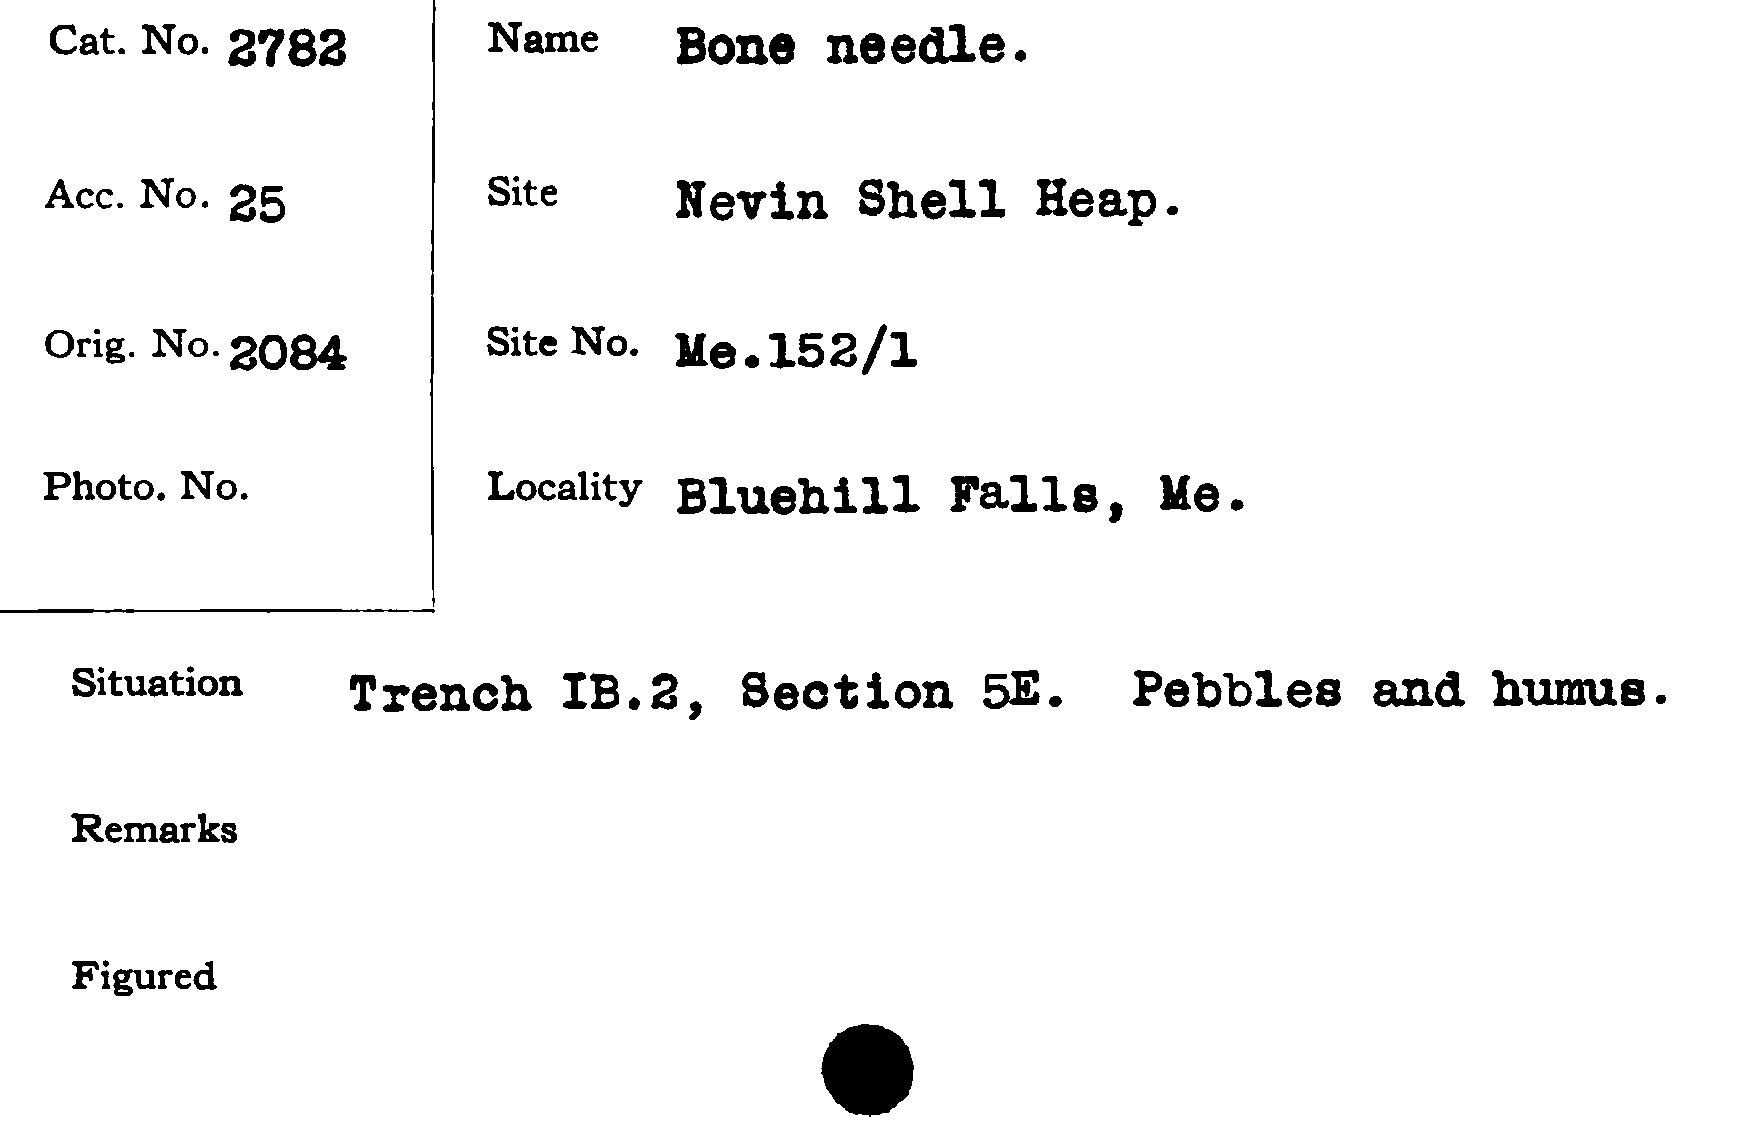 Cat. No. 2782
Name Bone needle.
Acc. No. 25
Site Nevin Shell Heap.
Orig. No. 2084
Site No. Me.152/1
Photo. No.
Locality Bluehill Falls, Me.
Situation Trench IB.2, Section 5E. Pebbles and humus.
Remarks
Figured